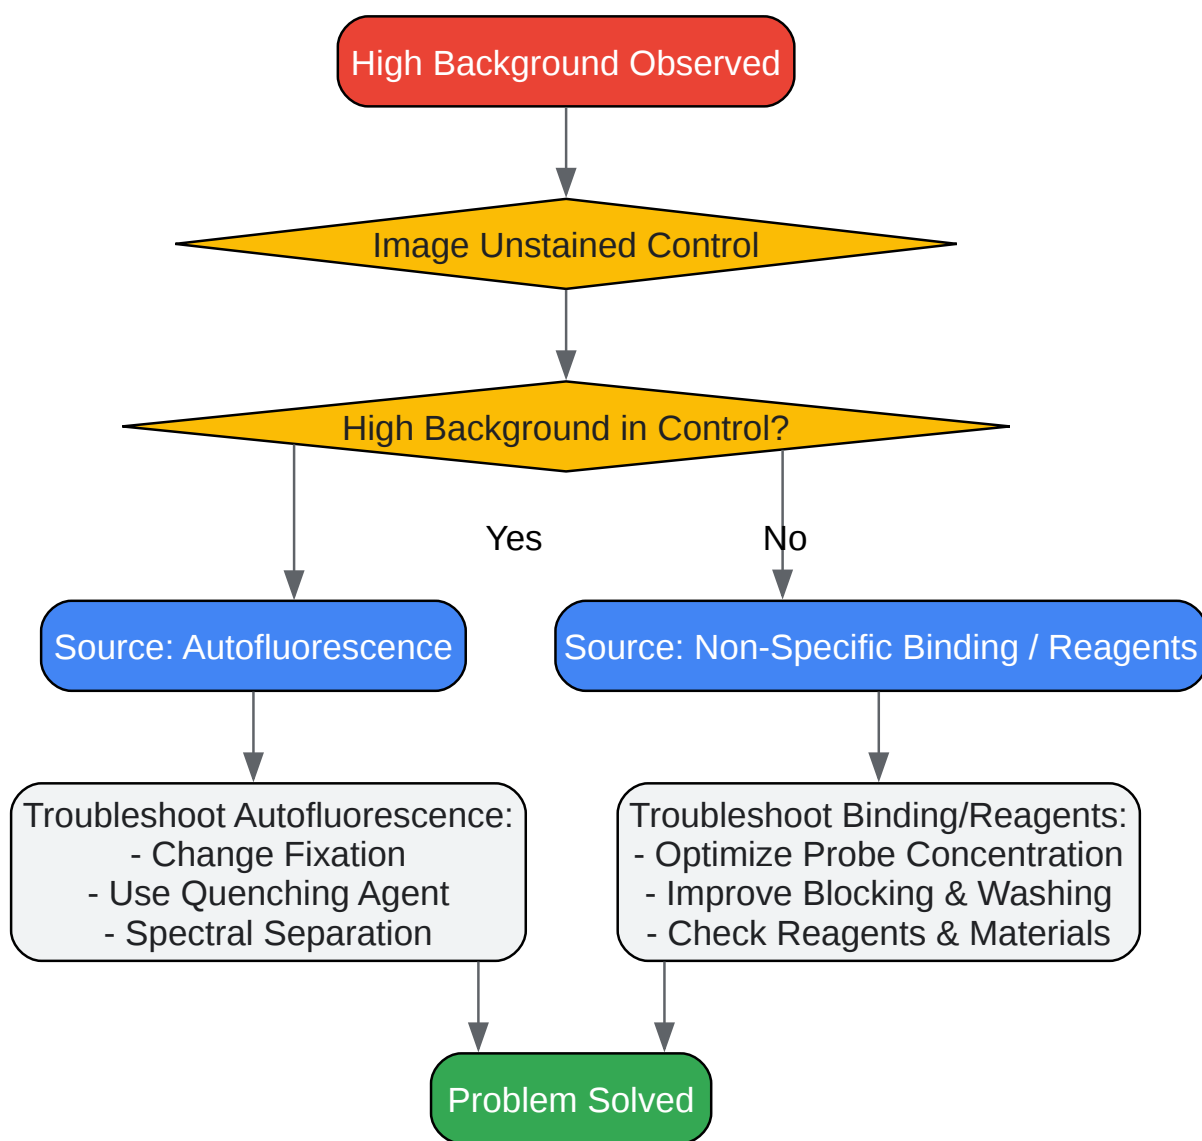 High Background Observed
Image Unstained Control
High Background in Control?
Yes
No
Source: Autofluorescence
Source: Non-Specific Binding / Reagents
Troubleshoot Autofluorescence:
- Change Fixation
- Use Quenching Agent
- Spectral Separation
Troubleshoot Binding/Reagents:
- Optimize Probe Concentration
- Improve Blocking & Washing
- Check Reagents & Materials
Problem Solved